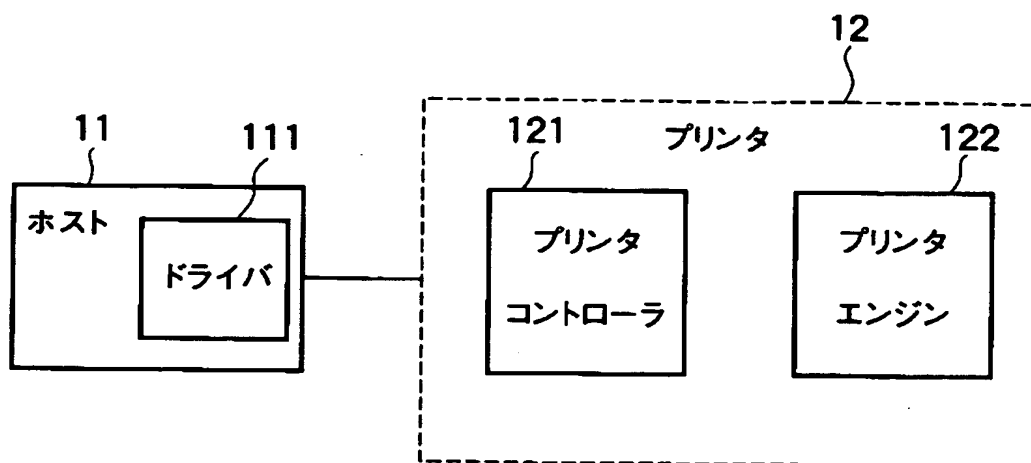 12
11
111
121
プリンタ
122
ホスト
ドライバ
プリンタ
コントローラ
プリンタ
エンジン